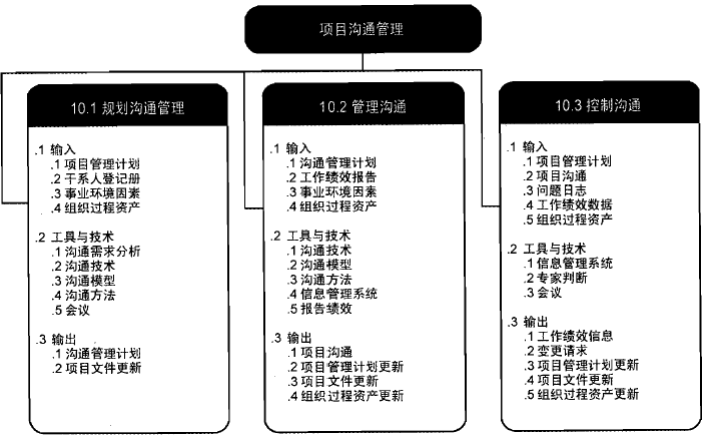 项目沟通管理
10.1 规划沟通管理
.1 输入
.1 项目管理计划
.2 干系人登记册
.3 事业环境因素
.4 组织过程资产
.2 工具与技术
.1 沟通需求分析
.2 沟通技术
.3 沟通模型
.4 沟通方法
.5 会议
.3 输出
.1 沟通管理计划
.2 项目文件更新
10.2 管理沟通
.1 输入
.1 沟通管理计划
.2 工作绩效报告
.3 事业环境因素
.4 组织过程资产
.2 工具与技术
.1 沟通技术
.2 沟通模型
.3 沟通方法
.4 信息管理系统
.5 报告绩效
.3 输出
.1 项目沟通
.2 项目管理计划更新
.3 项目文件更新
.4 组织过程资产更新
10.3 控制沟通
.1 输入
.1 项目管理计划
.2 项目沟通
.3 问题日志
.4 工作绩效数据
.5 组织过程资产
.2 工具与技术
.1 信息管理系统
.2 专家判断
.3 会议
.3 输出
.1 工作绩效信息
.2 变更请求
.3 项目管理计划更新
.4 项目文件更新
.5 组织过程资产更新